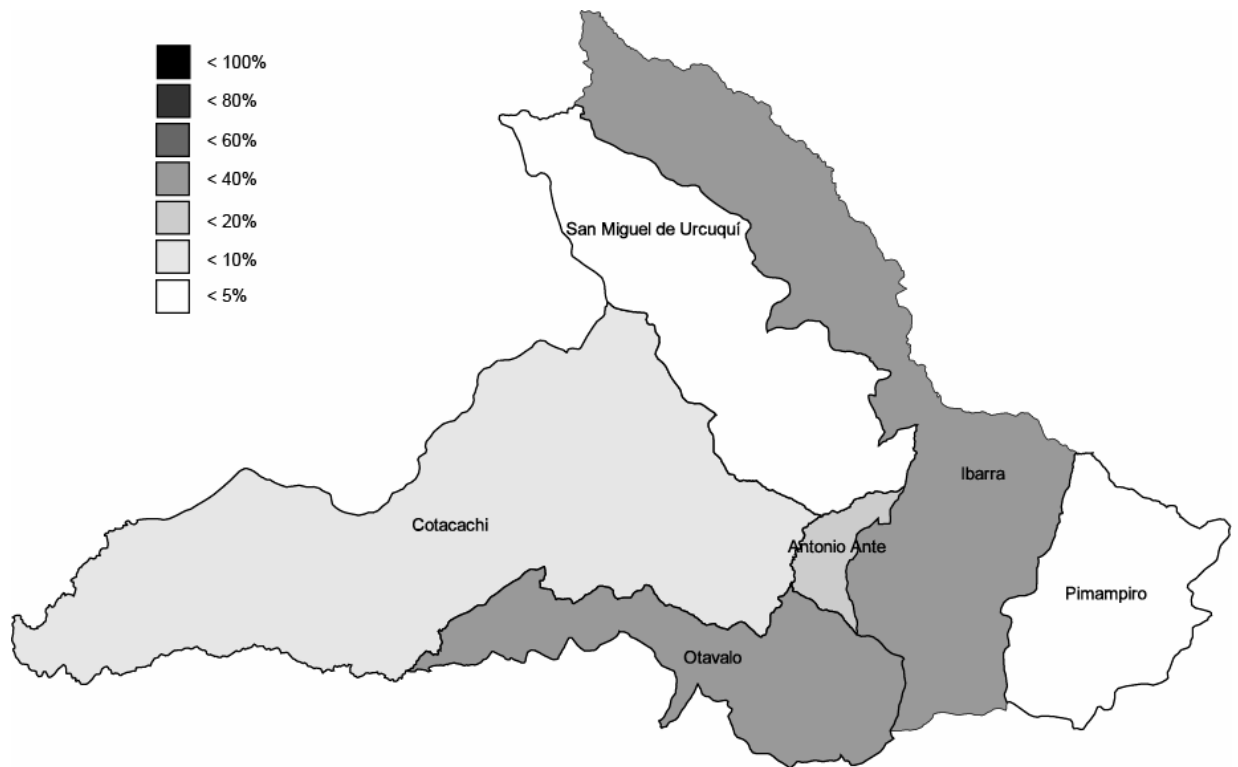 < 100%
< 80%
< 60%
< 40%
< 20%
< 10%
< 5%
San Miguel de Urcuquí
Ibarra
Cotacachi
Antonio Ante
Pimampiro
Otavalo